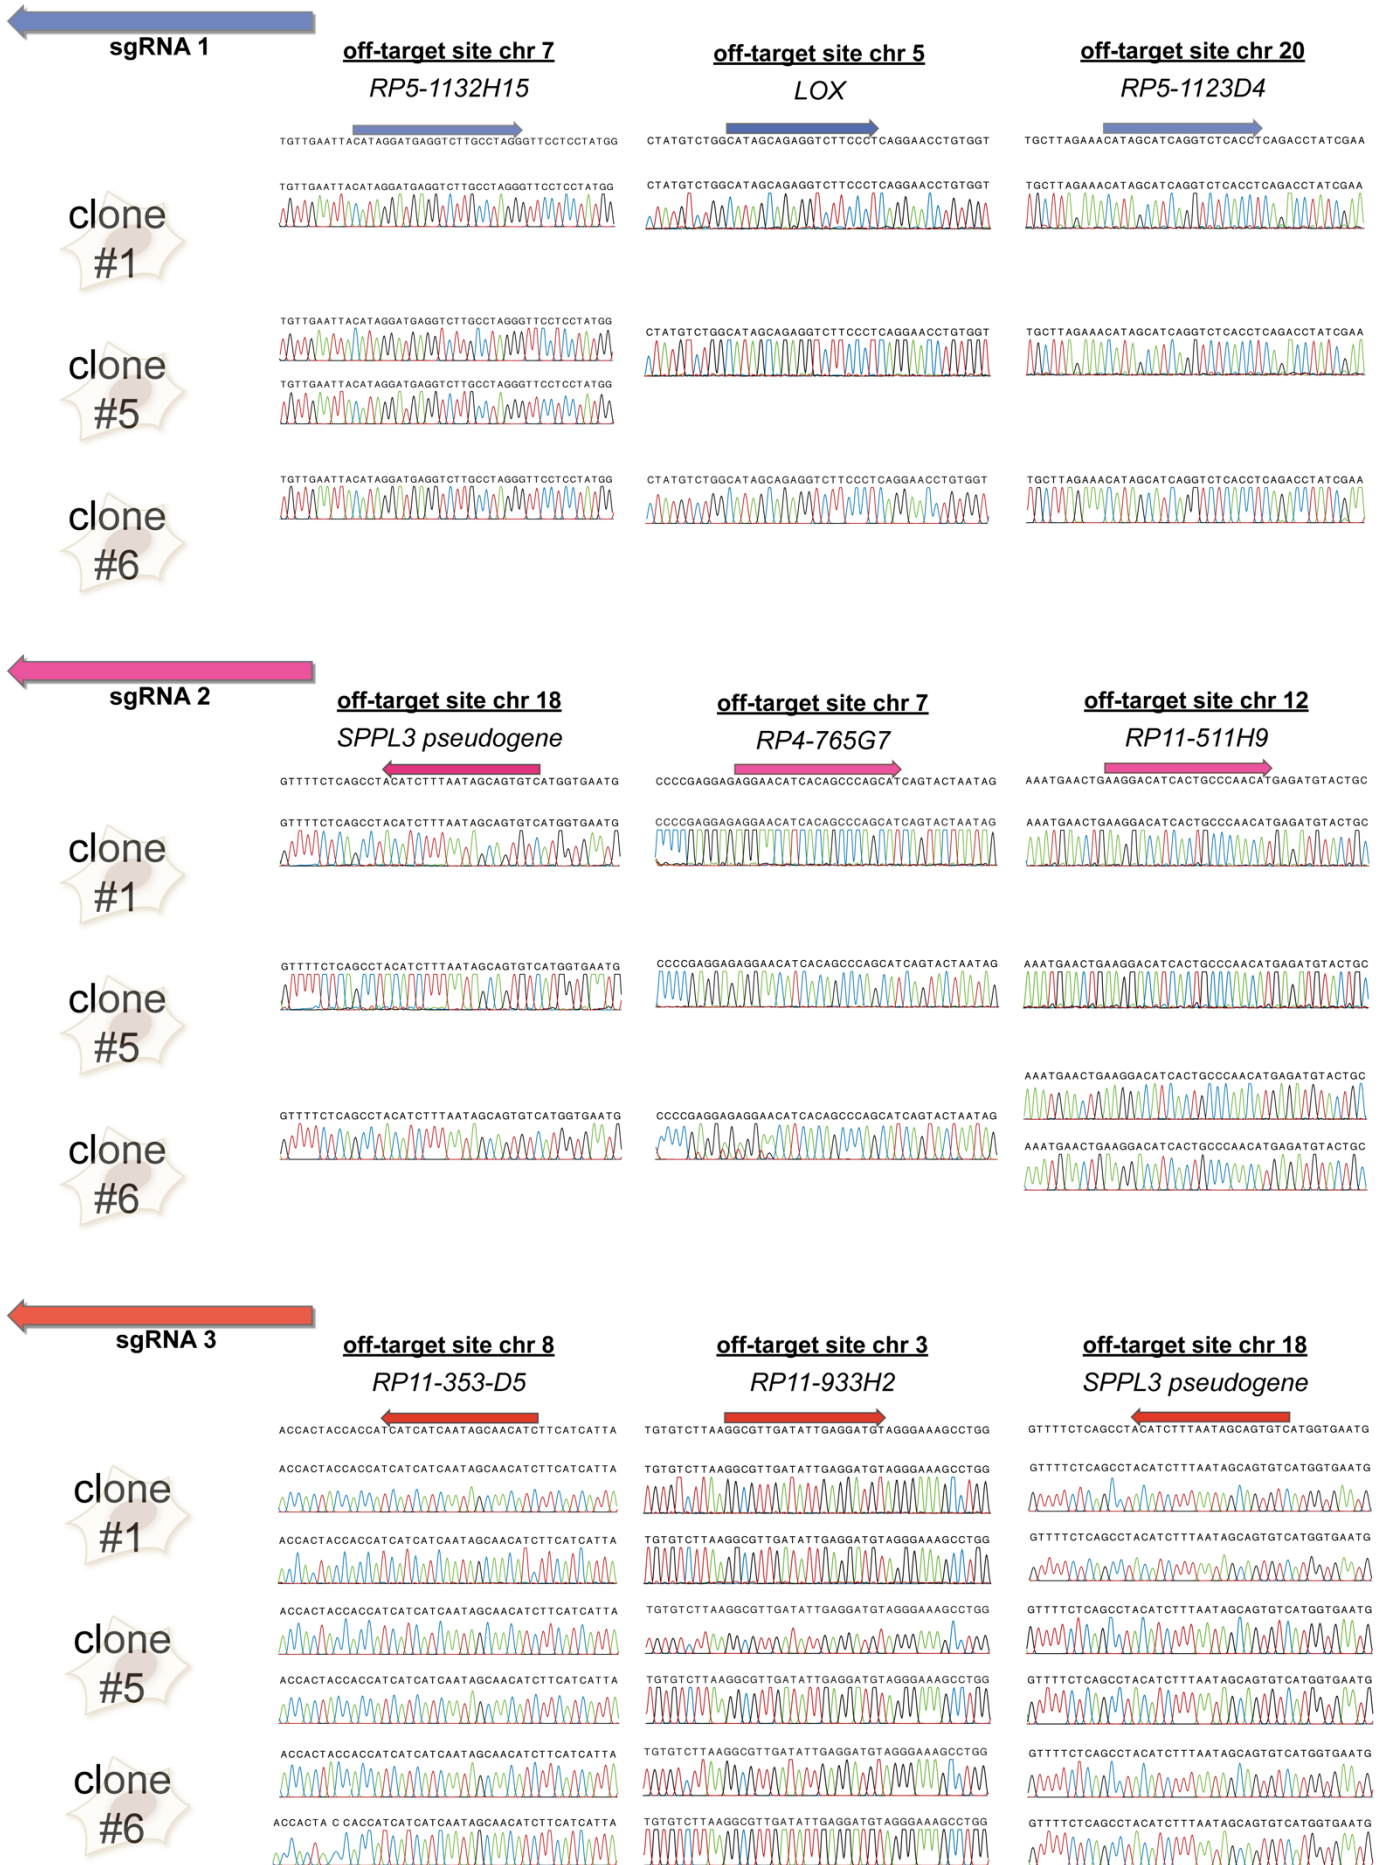 sgRNA 1
off-target site chr 7
off-target site chr 5
off-target site chr 20
RP5-1132H15
LOX
RP5-1123D4
TGTTGAATTACATAGGATGAGGTCTTGCCTAGGGTTCCTCCTATGG
CTATGTCTGGCATAGCAGAGGTCTTCCCTCAGGAACCTGTGGT
TGCTTAGAAACATAGCATCAGGTCTCACCTCAGACCTATCGAA
clone
#1
TGTTGAATTACATAGGATGAGGTCTTGCCTAGGGTTCCTCCTATGG
CTATGTCTGGCATAGCAGAGGTCTTCCCTCAGGAACCTGTGGT
TGCTTAGAAACATAGCATCAGGTCTCACCTCAGACCTATCGAA
clone
#5
TGTTGAATTACATAGGATGAGGTCTTGCCTAGGGTTCCTCCTATGG
CTATGTCTGGCATAGCAGAGGTCTTCCCTCAGGAACCTGTGGT
TGCTTAGAAACATAGCATCAGGTCTCACCTCAGACCTATCGAA
TGTTGAATTACATAGGATGAGGTCTTGCCTAGGGTTCCTCCTATGG
clone
#6
TGTTGAATTACATAGGATGAGGTCTTGCCTAGGGTTCCTCCTATGG
CTATGTCTGGCATAGCAGAGGTCTTCCCTCAGGAACCTGTGGT
TGCTTAGAAACATAGCATCAGGTCTCACCTCAGACCTATCGAA
sgRNA 2
off-target site chr 18
off-target site chr 7
off-target site chr 12
SPPL3 pseudogene
RP4-765G7
RP11-511H9
GTTTTCTCAGCCTACATCTTTAATAGCAGTGTCATGGTGAATG
CCCCGAGGAGAGGAACATCACAGCCCAGCATCAGTACTAATAG
AAATGAACTGAAGGACATCACTGCCCAACATGAGATGTACTGC
clone
#1
GTTTTCTCAGCCTACATCTTTAATAGCAGTGTCATGGTGAATG
CCCCGAGGAGAGGAACATCACAGCCCAGCATCAGTACTAATAG
AAATGAACTGAAGGACATCACTGCCCAACATGAGATGTACTGC
clone
#5
GTTTTCTCAGCCTACATCTTTAATAGCAGTGTCATGGTGAATG
CCCCGAGGAGAGGAACATCACAGCCCAGCATCAGTACTAATAG
AAATGAACTGAAGGACATCACTGCCCAACATGAGATGTACTGC
clone
#6
GTTTTCTCAGCCTACATCTTTAATAGCAGTGTCATGGTGAATG
CCCCGAGGAGAGGAACATCACAGCCCAGCATCAGTACTAATAG
AAATGAACTGAAGGACATCACTGCCCAACATGAGATGTACTGC
AAATGAACTGAAGGACATCACTGCCCAACATGAGATGTACTGC
sgRNA 3
off-target site chr 8
off-target site chr 3
off-target site chr 18
RP11-353-D5
RP11-933H2
SPPL3 pseudogene
ACCACTACCACCATCATCATCAATAGCAACATCTTCATCATTA
TGTGTCTTAAGGCGTTGATATTGAGGATGTAGGGAAAGCCTGG
GTTTTCTCAGCCTACATCTTTAATAGCAGTGTCATGGTGAATG
clone
#1
ACCACTACCACCATCATCATCAATAGCAACATCTTCATCATTA
TGTGTCTTAAGGCGTTGATATTGAGGATGTAGGGAAAGCCTGG
GTTTTCTCAGCCTACATCTTTAATAGCAGTGTCATGGTGAATG
ACCACTACCACCATCATCATCAATAGCAACATCTTCATCATTA
TGTGTCTTAAGGCGTTGATATTGAGGATGTAGGGAAAGCCTGG
GTTTTCTCAGCCTACATCTTTAATAGCAGTGTCATGGTGAATG
clone
#5
ACCACTACCACCATCATCATCAATAGCAACATCTTCATCATTA
TGTGTCTTAAGGCGTTGATATTGAGGATGTAGGGAAAGCCTGG
GTTTTCTCAGCCTACATCTTTAATAGCAGTGTCATGGTGAATG
ACCACTACCACCATCATCATCAATAGCAACATCTTCATCATTA
TGTGTCTTAAGGCGTTGATATTGAGGATGTAGGGAAAGCCTGG
GTTTTCTCAGCCTACATCTTTAATAGCAGTGTCATGGTGAATG
clone
#6
ACCACTACCACCATCATCATCAATAGCAACATCTTCATCATTA
TGTGTCTTAAGGCGTTGATATTGAGGATGTAGGGAAAGCCTGG
GTTTTCTCAGCCTACATCTTTAATAGCAGTGTCATGGTGAATG
ACCACTA C CACCATCATCATCAATAGCAACATCTTCATCATTA
TGTGTCTTAAGGCGTTGATATTGAGGATGTAGGGAAAGCCTGG
GTTTTCTCAGCCTACATCTTTAATAGCAGTGTCATGGTGAATG